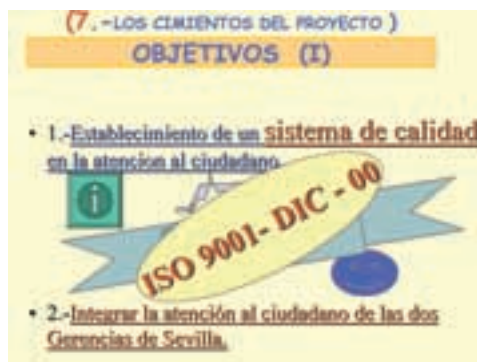 (7.-LOS CIMIENTOS DEL PROYECTO )
OBJETIVOS (I)
• 1.-Establecimiento de un sistema de calidad
en la atencion al ciudadano.
ISO 9001- DIC - 00
• 2.-Integrar la atención al ciudadano de las dos
Gerencias de Sevilla.